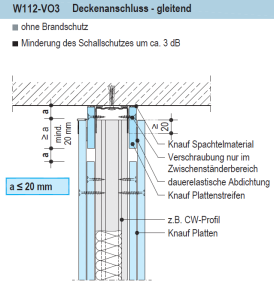 W112-VO3 Deckenanschluss - gleitend
ohne Brandschutz
Minderung des Schallschutzes um ca. 3 dB
a
≥ a
mind.
20 mm
a
≥
20
a ≤ 20 mm
Knauf Spachtelmaterial
Verschraubung nur im
Zwischenständerbereich
dauerelastische Abdichtung
Knauf Plattenstreifen
z.B. CW-Profil
Knauf Platten